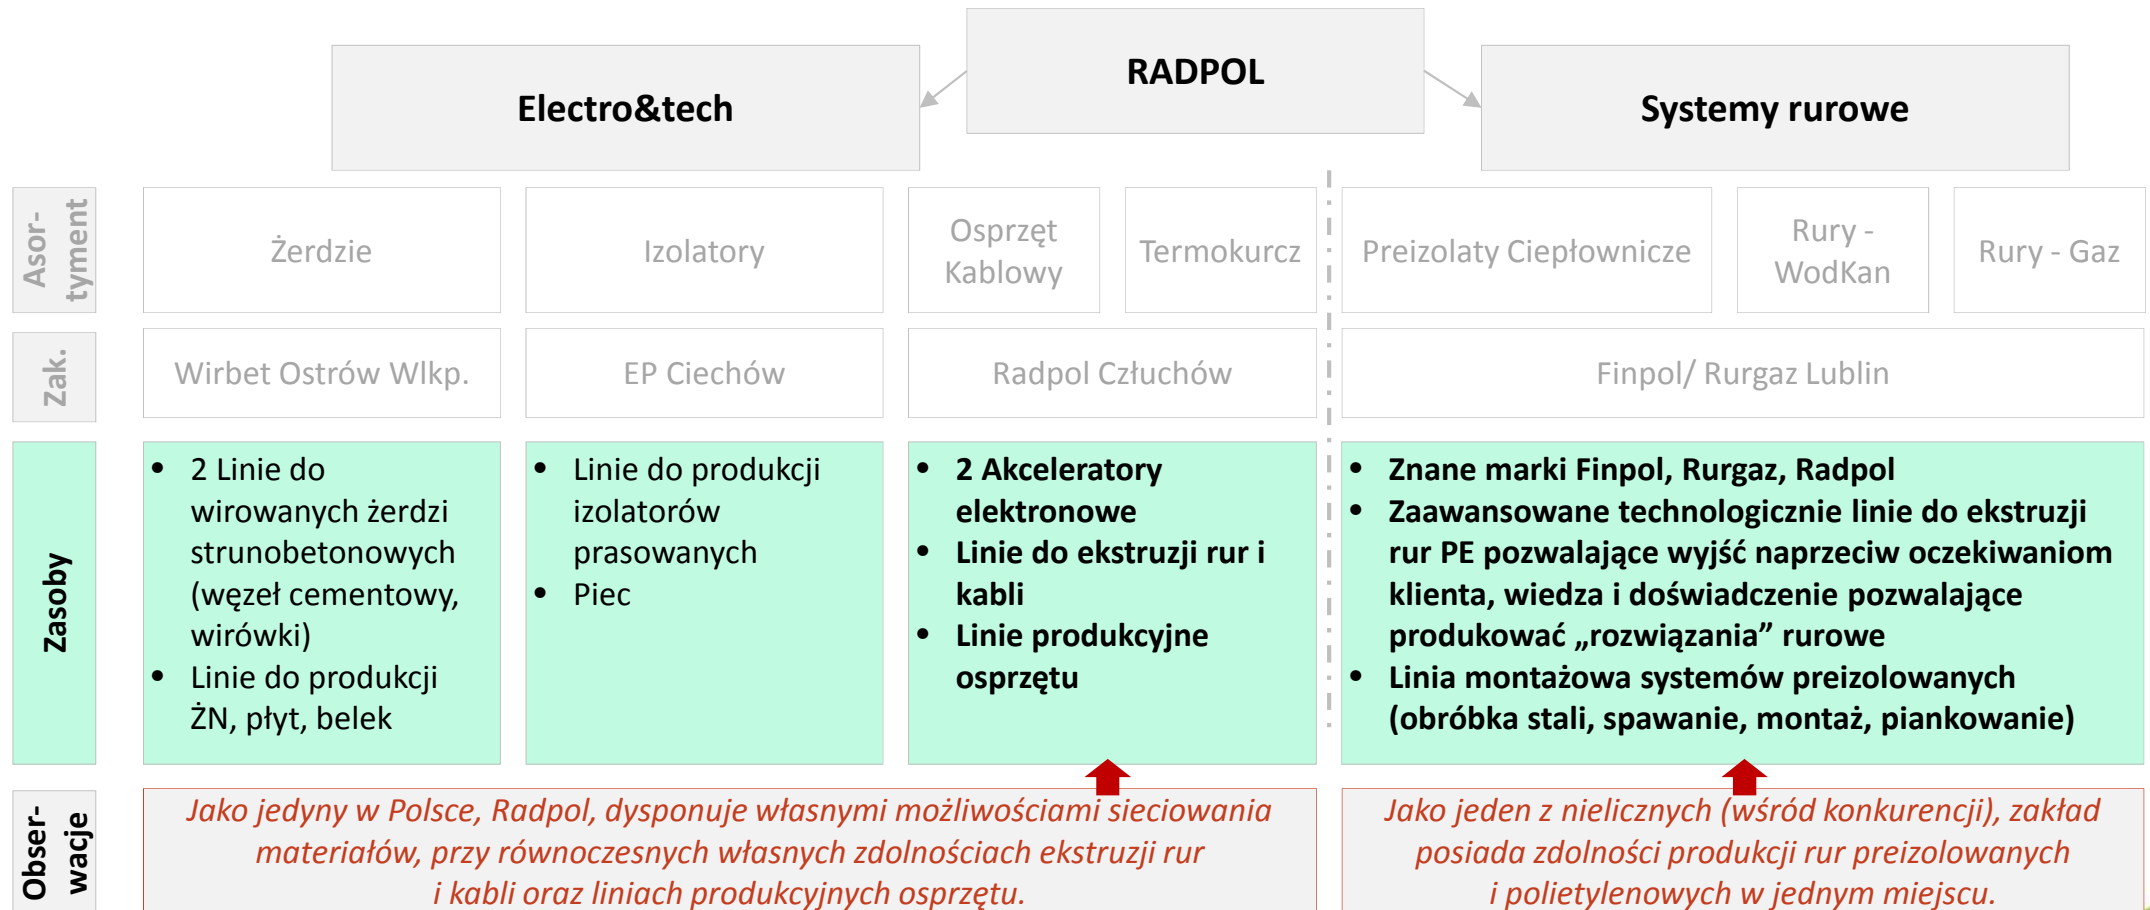 RADPOL
Electro&tech
Systemy rurowe
Asor-
tyment
Żerdzie
Izolatory
Osprzęt
Kablowy
Termokurcz
Preizolaty Ciepłownicze
Rury -
WodKan
Rury - Gaz
Zak.
Wirbet Ostrów Wlkp.
EP Ciechów
Radpol Człuchów
Finpol/ Rurgaz Lublin
Zasoby
• 2 Linie do
wirowanych żerdzi
strunobetonowych
(węzeł cementowy,
wirówki)
• Linie do produkcji
ŻN, płyt, belek
• Linie do produkcji
izolatorów
prasowanych
• Piec
• 2 Akceleratory
elektronowe
• Linie do ekstruzji rur i
kabli
• Linie produkcyjne
osprzętu
• Znane marki Finpol, Rurgaz, Radpol
• Zaawansowane technologicznie linie do ekstruzji
rur PE pozwalające wyjść naprzeciw oczekiwaniom
klienta, wiedza i doświadczenie pozwalające
produkować „rozwiązania” rurowe
• Linia montażowa systemów preizolowanych
(obróbka stali, spawanie, montaż, piankowanie)
Obser-
wacje
Jako jedyny w Polsce, Radpol, dysponuje własnymi możliwościami sieciowania
materiałów, przy równoczesnych własnych zdolnościach ekstruzji rur
i kabli oraz liniach produkcyjnych osprzętu.
Jako jeden z nielicznych (wśród konkurencji), zakład
posiada zdolności produkcji rur preizolowanych
i polietylenowych w jednym miejscu.